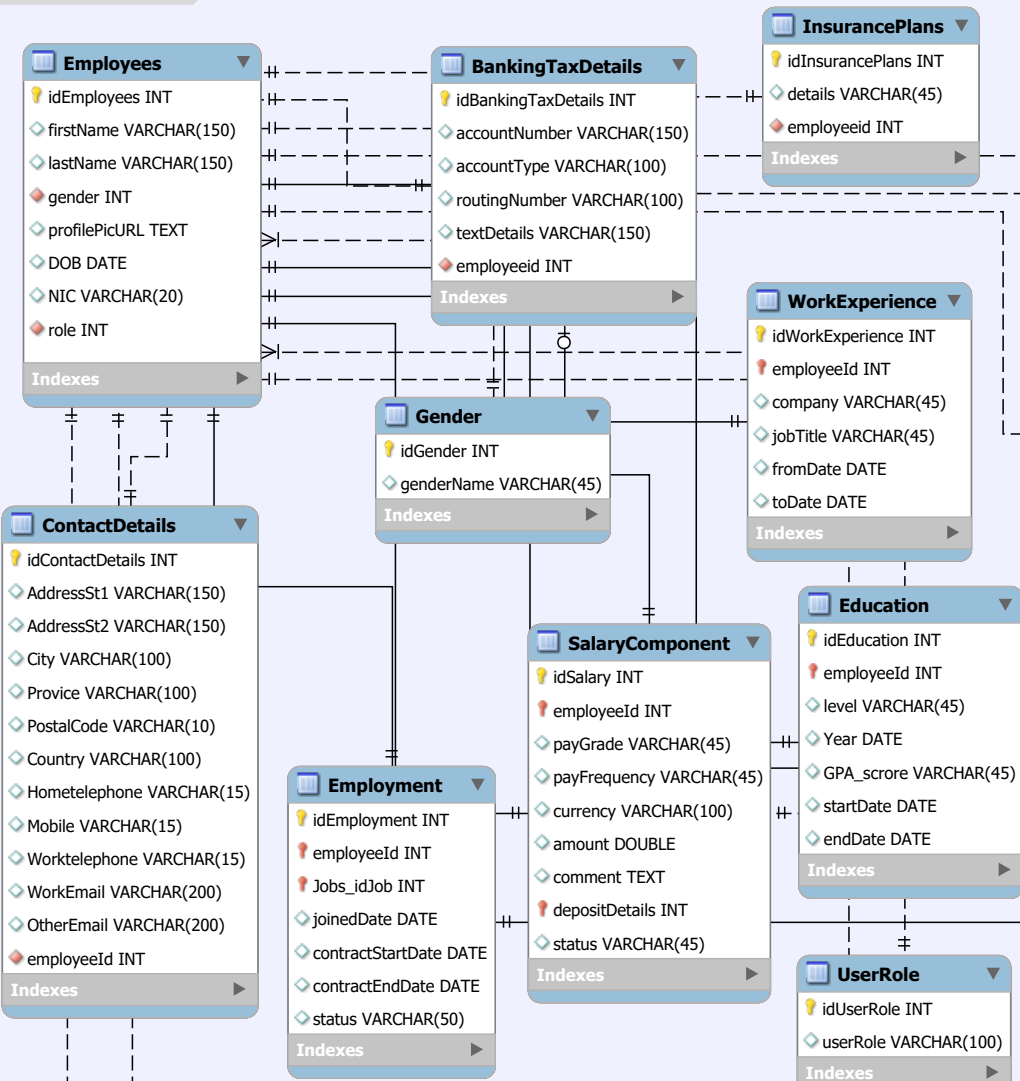 Employees
idEmployees INT
firstName VARCHAR(150)
lastName VARCHAR(150)
gender INT
profilePicURL TEXT
DOB DATE
NIC VARCHAR(20)
role INT
Indexes
BankingTaxDetails
idBankingTaxDetails INT
accountNumber VARCHAR(150)
accountType VARCHAR(100)
routingNumber VARCHAR(100)
textDetails VARCHAR(150)
employeeid INT
Indexes
InsurancePlans
idInsurancePlans INT
details VARCHAR(45)
employeeid INT
Indexes
WorkExperience
idWorkExperience INT
employeeId INT
company VARCHAR(45)
jobTitle VARCHAR(45)
fromDate DATE
toDate DATE
Indexes
Gender
idGender INT
genderName VARCHAR(45)
Indexes
ContactDetails
idContactDetails INT
AddressSt1 VARCHAR(150)
AddressSt2 VARCHAR(150)
City VARCHAR(100)
Provice VARCHAR(100)
PostalCode VARCHAR(10)
Country VARCHAR(100)
Hometelephone VARCHAR(15)
Mobile VARCHAR(15)
Worktelephone VARCHAR(15)
WorkEmail VARCHAR(200)
OtherEmail VARCHAR(200)
employeeId INT
Indexes
Employment
idEmployment INT
employeeId INT
Jobs_idJob INT
joinedDate DATE
contractStartDate DATE
contractEndDate DATE
status VARCHAR(50)
Indexes
SalaryComponent
idSalary INT
employeeId INT
payGrade VARCHAR(45)
payFrequency VARCHAR(45)
currency VARCHAR(100)
amount DOUBLE
comment TEXT
depositDetails INT
status VARCHAR(45)
Indexes
Education
idEducation INT
employeeId INT
level VARCHAR(45)
Year DATE
GPA_scrore VARCHAR(45)
startDate DATE
endDate DATE
Indexes
UserRole
idUserRole INT
userRole VARCHAR(100)
Indexes